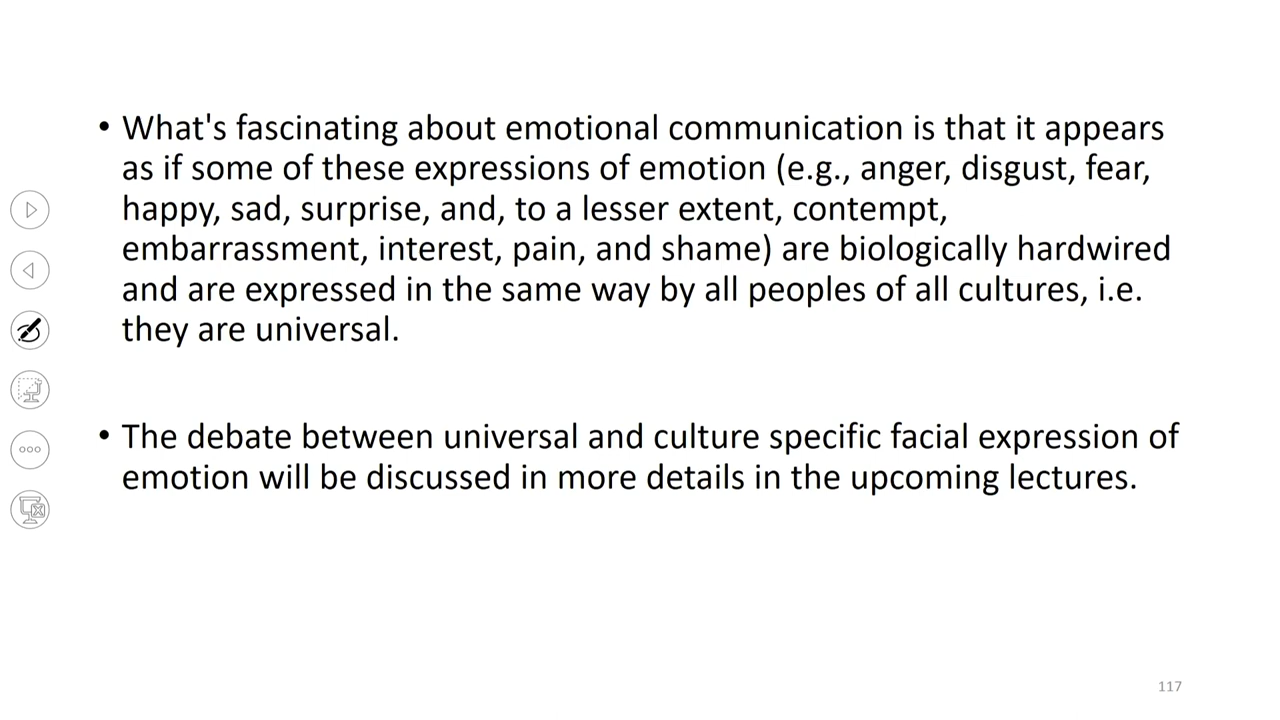 • What's fascinating about emotional communication is that it appears
as if some of these expressions of emotion (e.g., anger, disgust, fear,
happy, sad, surprise, and, to a lesser extent, contempt,
embarrassment, interest, pain, and shame) are biologically hardwired
and are expressed in the same way by all peoples of all cultures, i.e.
they are universal.
• The debate between universal and culture specific facial expression of
emotion will be discussed in more details in the upcoming lectures.
117